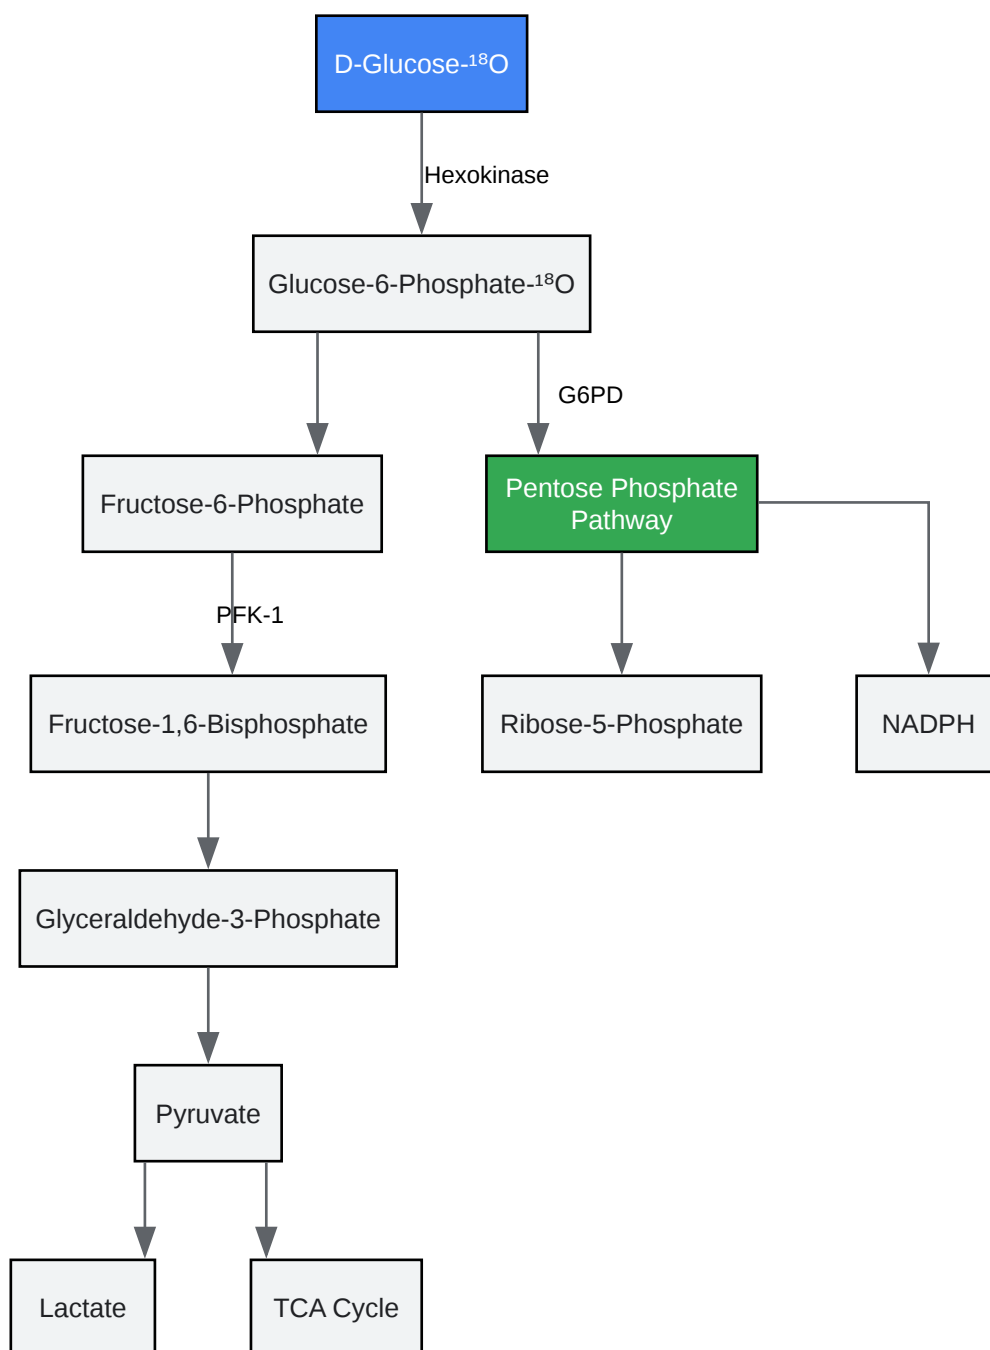 D-Glucose-¹⁸O
Hexokinase
Glucose-6-Phosphate-¹⁸O
G6PD
Fructose-6-Phosphate
Pentose Phosphate
Pathway
PFK-1
Fructose-1,6-Bisphosphate
Ribose-5-Phosphate
NADPH
Glyceraldehyde-3-Phosphate
Pyruvate
Lactate
TCA Cycle